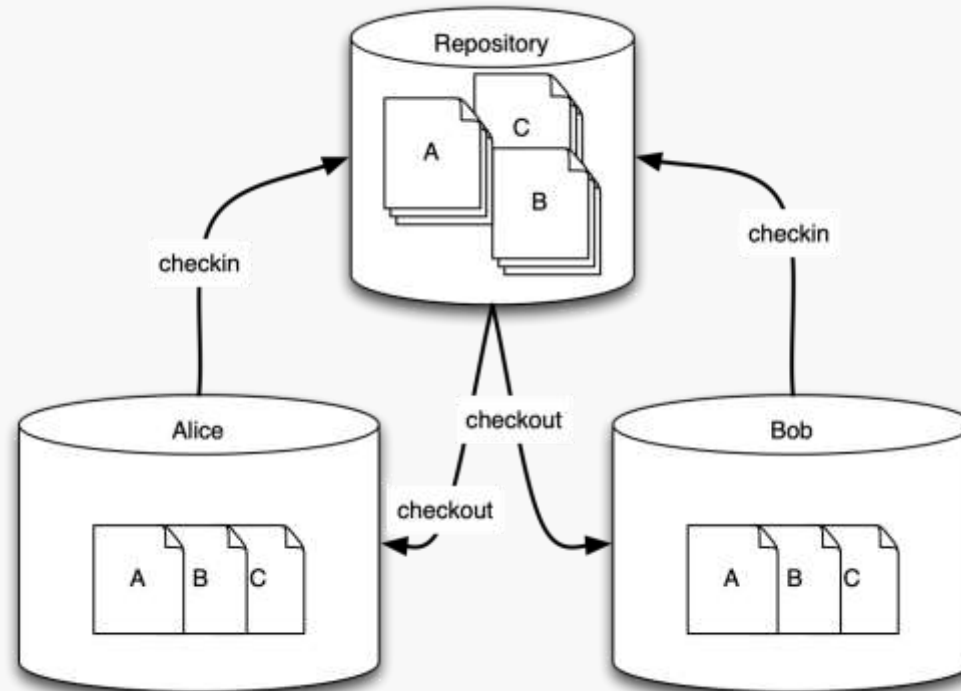 Repository
C
A
B
checkin
checkin
checkout
checkout
Alice
Bob
A B C
A B C